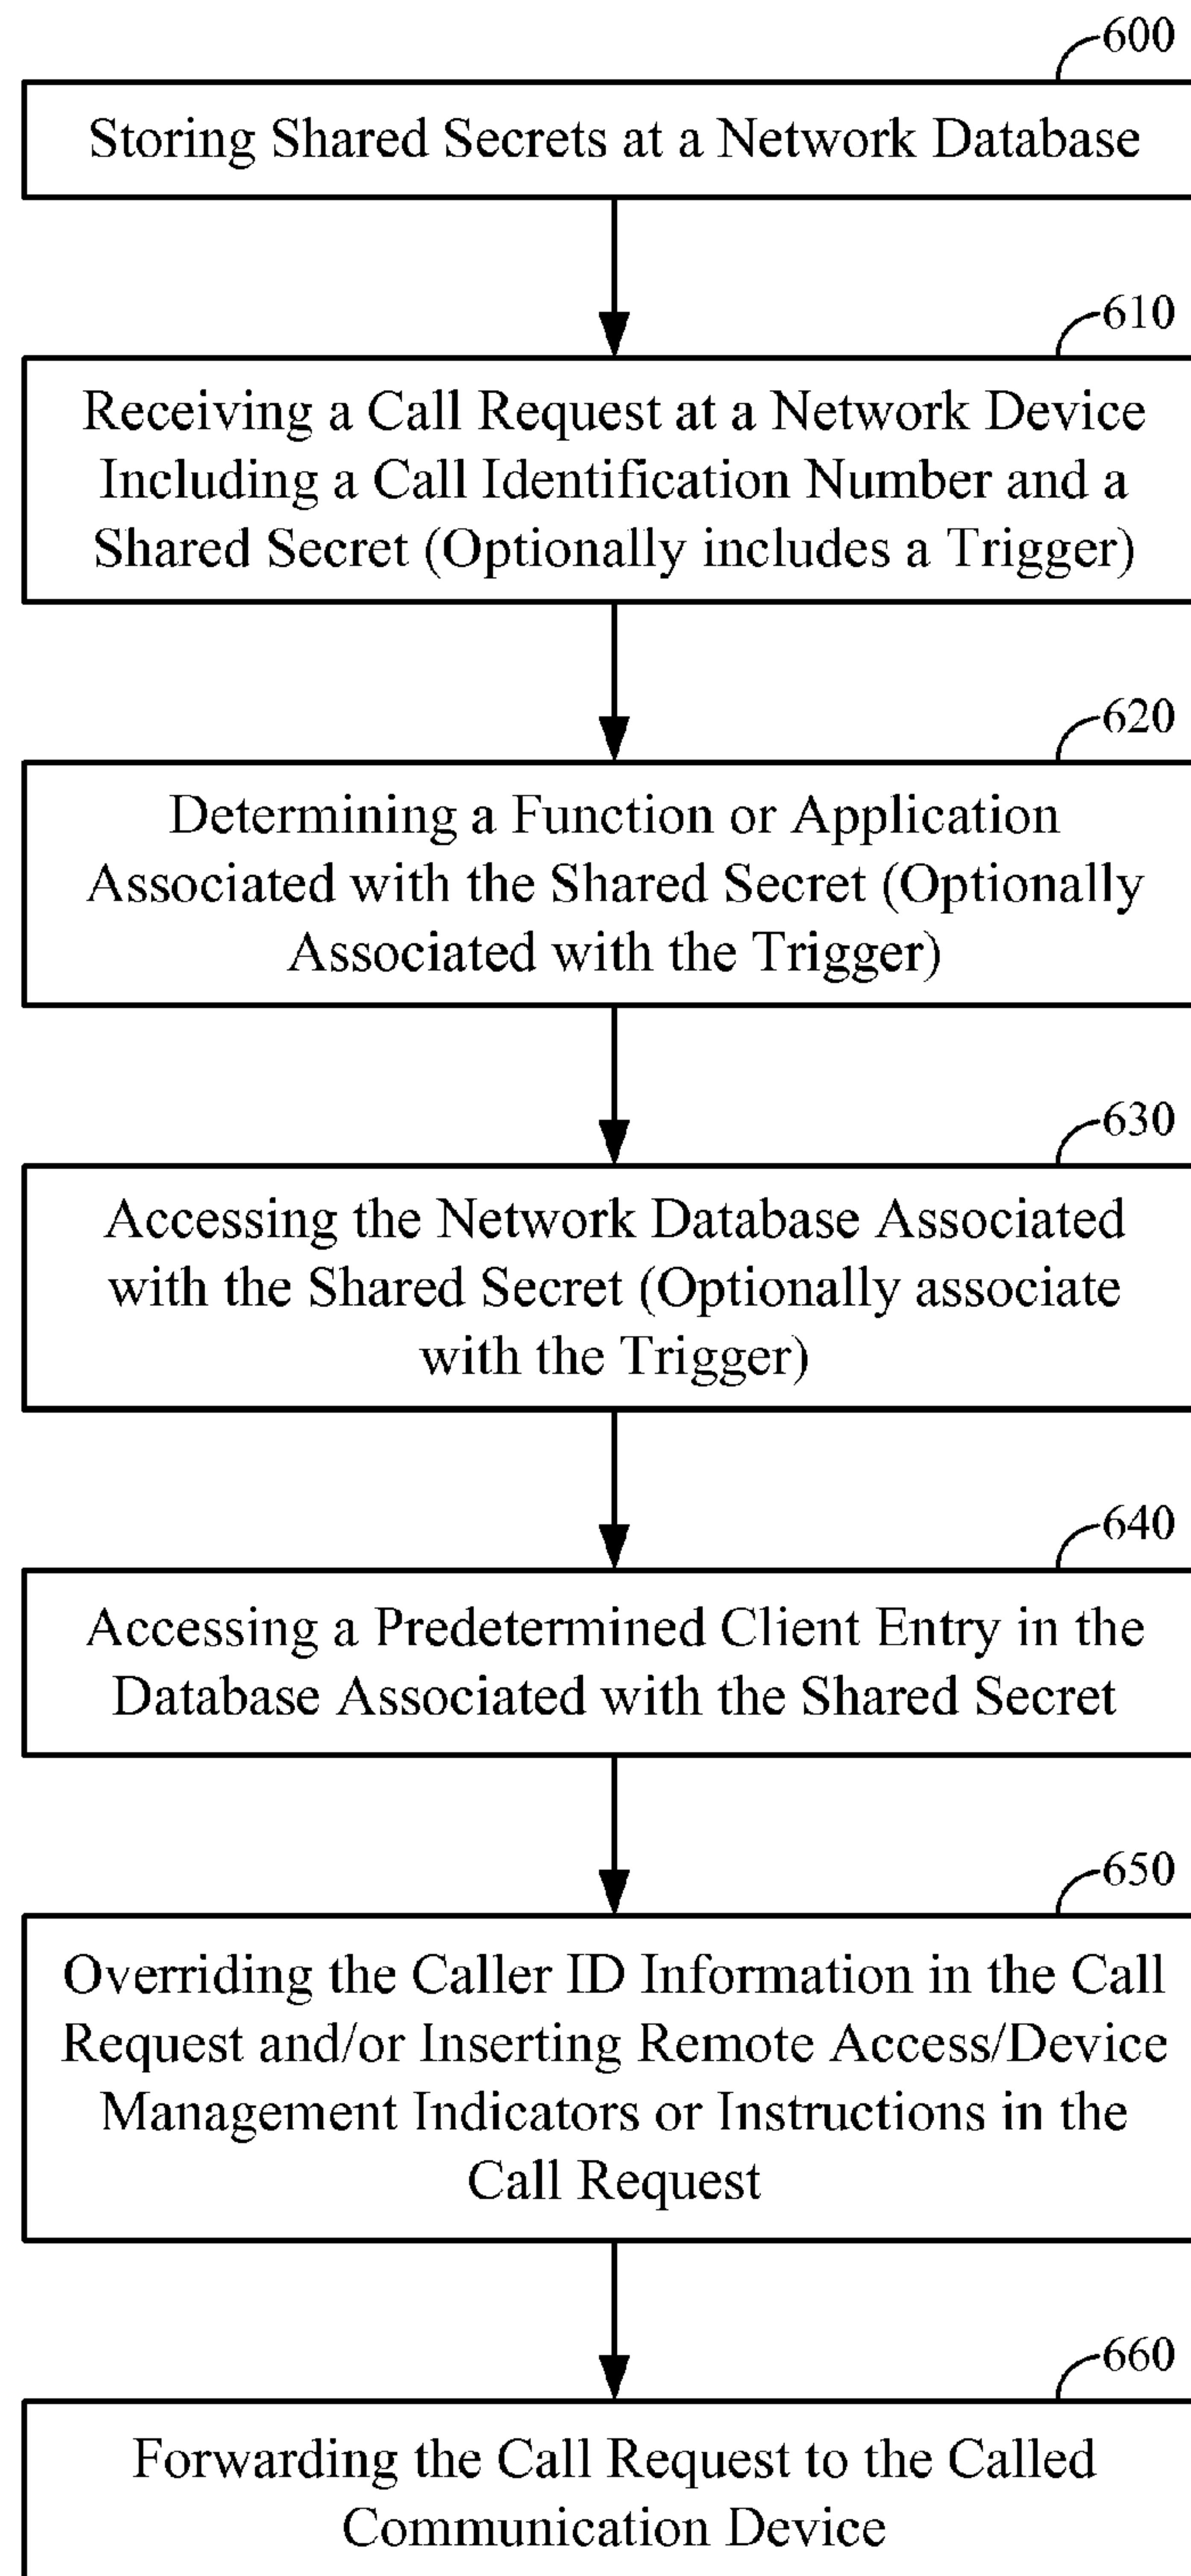 600
Storing Shared Secrets at a Network Database
610
Receiving a Call Request at a Network Device
Including a Call Identification Number and a
Shared Secret (Optionally includes a Trigger)
620
Determining a Function or Application
Associated with the Shared Secret (Optionally
Associated with the Trigger)
630
Accessing the Network Database Associated
with the Shared Secret (Optionally associate
with the Trigger)
640
Accessing a Predetermined Client Entry in the
Database Associated with the Shared Secret
650
Overriding the Caller ID Information in the Call
Request and/or Inserting Remote Access/Device
Management Indicators or Instructions in the
Call Request
660
Forwarding the Call Request to the Called
Communication Device